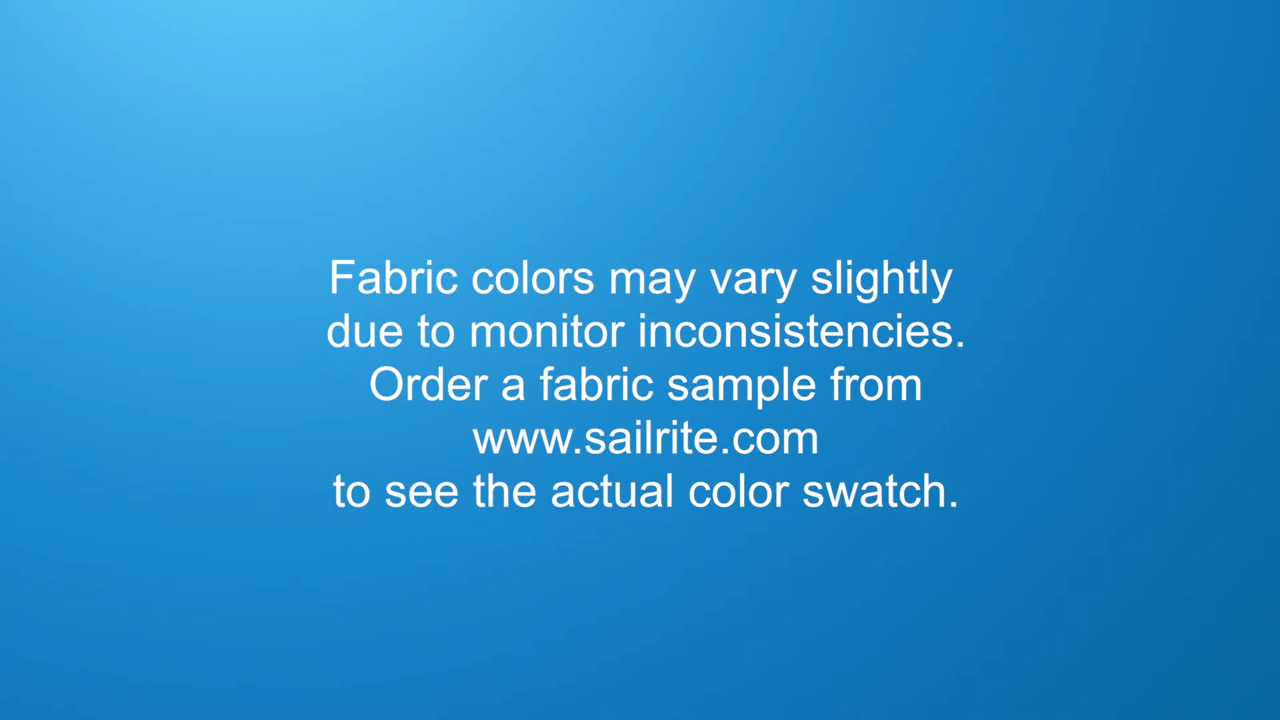 Fabric colors may vary slightly
due to monitor inconsistencies.
Order a fabric sample from
www.sailrite.com
to see the actual color swatch.